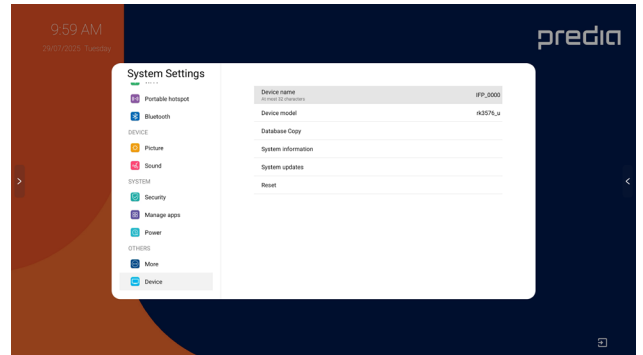 9:59 AM
29/07/2025 Tuesday
predia
System Settings
Portable hotspot
Bluetooth
DEVICE
Picture
Sound
SYSTEM
Security
Manage apps
Power
OTHERS
More
Device
Device name
At most 32 characters
IFP_0000
Device model
rk3576_u
Database Copy
System information
System updates
Reset